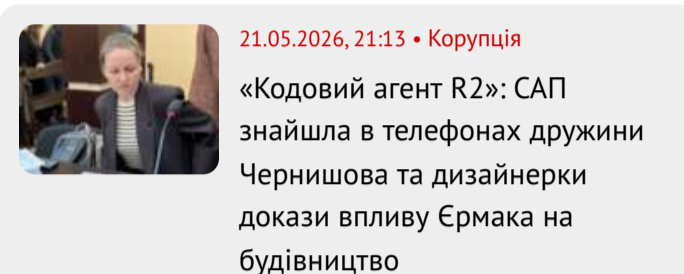 21.05.2026, 21:13 • Корупція
«Кодовий агент R2»: САП
знайшла в телефонах дружини
Чернишова та дизайнерки
докази впливу Єрмака на
будівництво